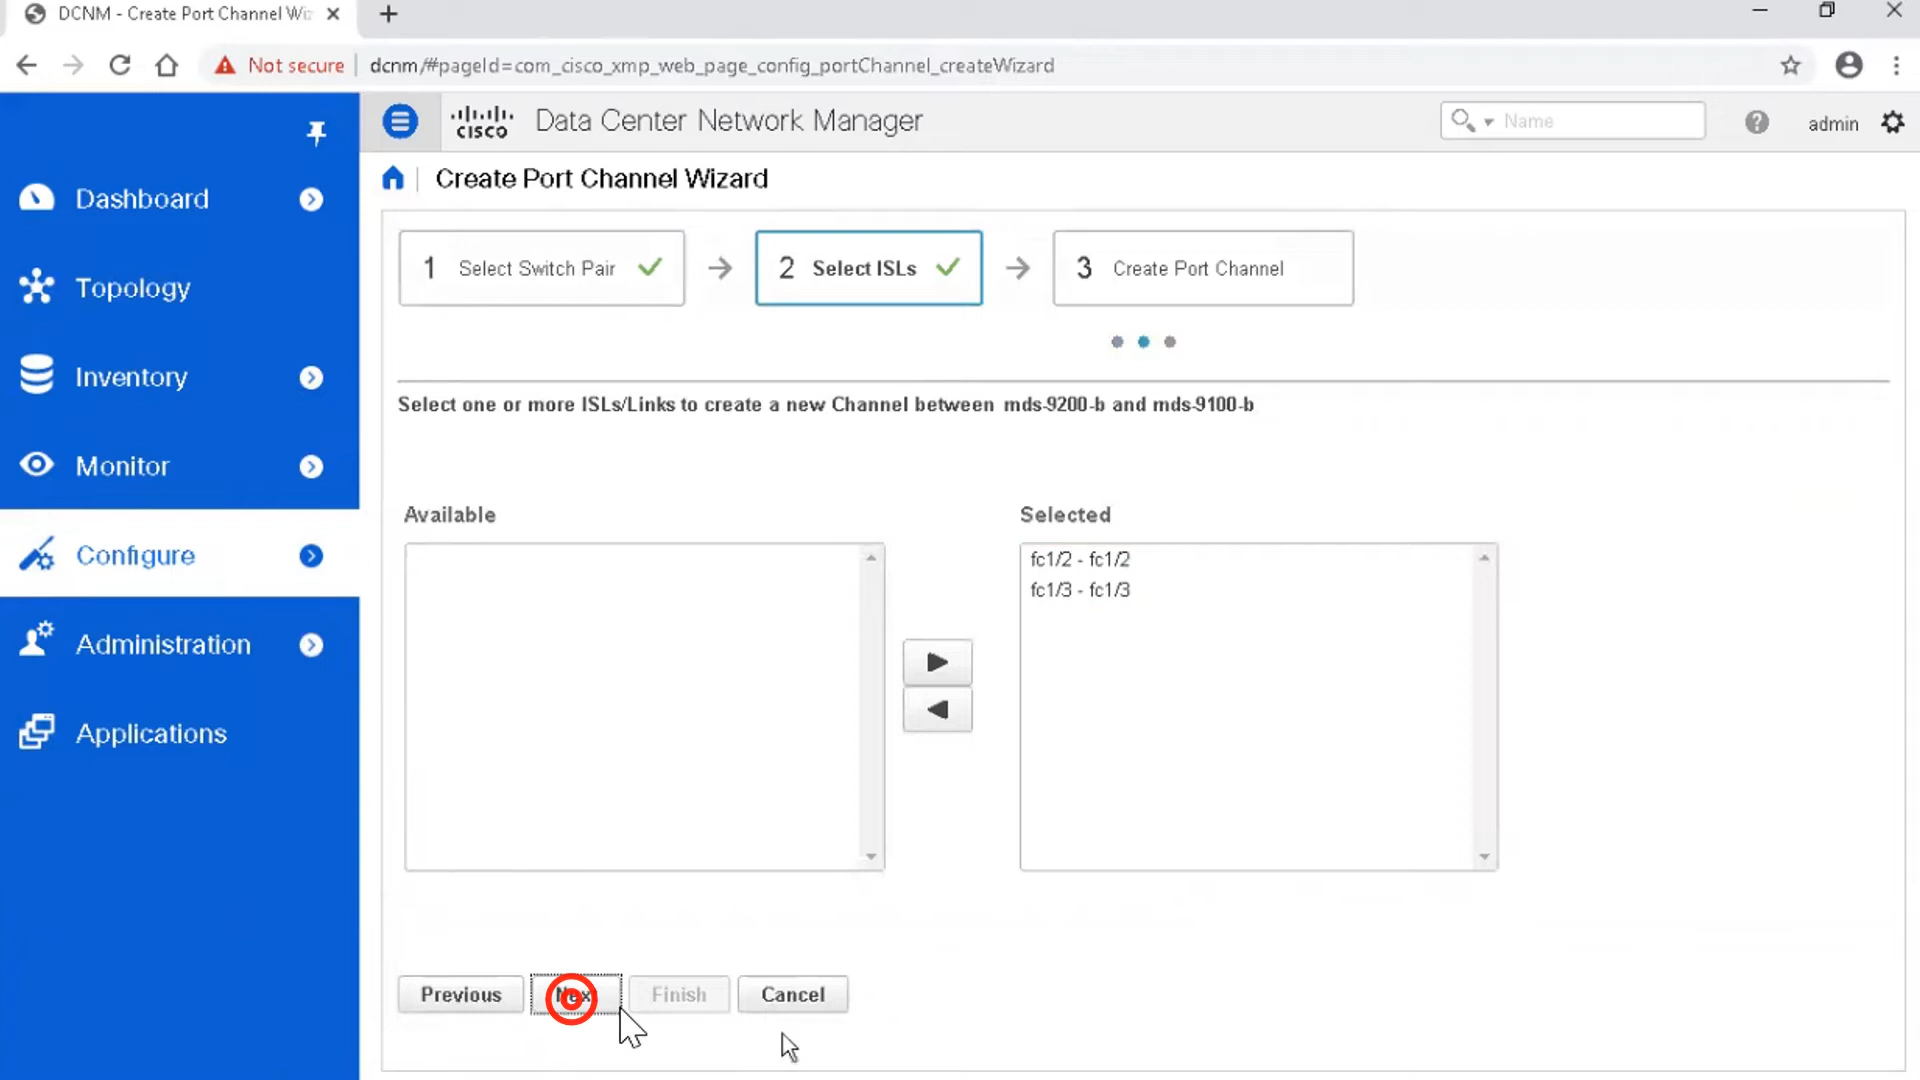 DCNM - Create Port Channel Wi
Not secure
dcnm/#pageId=com_cisco_xmp_web_page_config_portChannel_createWizard
CISCO
Data Center Network Manager
Name
admin
Create Port Channel Wizard
Dashboard
Topology
Inventory
Monitor
Configure
Administration
Applications
1 Select Switch Pair
2 Select ISLs
3 Create Port Channel
Select one or more ISLs/Links to create a new Channel between mds-9200-b and mds-9100-b
Available
Selected
fc1/2 - fc1/2
fc1/3 - fc1/3
Previous
Next
Finish
Cancel